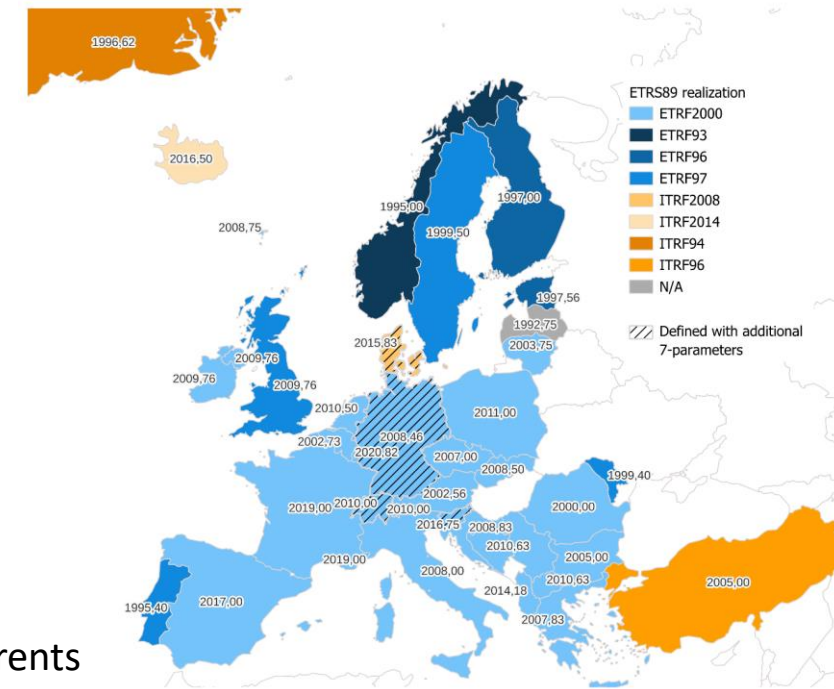 1996,62
ETRS89 realization
ETRF2000
ETRF93
ETRF96
ETRF97
ITRF2008
ITRF2014
ITRF94
ITRF96
N/A
Defined with additional
7-parameters
2016,50
2008,75
1995,00
1997,00
1999,50
1997,56
1992,75
2003,75
2015,83
2009,76
2009,76
2009,76
2010,50
2011,00
2002,73
2008,46
2020,82
2007,00
2008,50
1999,40
2002,56
2019,00
2010,00
2010,00
2000,00
2016,75
2008,83
2010,63
2005,00
2019,00
2008,00
2010,63
2005,00
2014,18
1995,40
2017,00
2007,83
rents